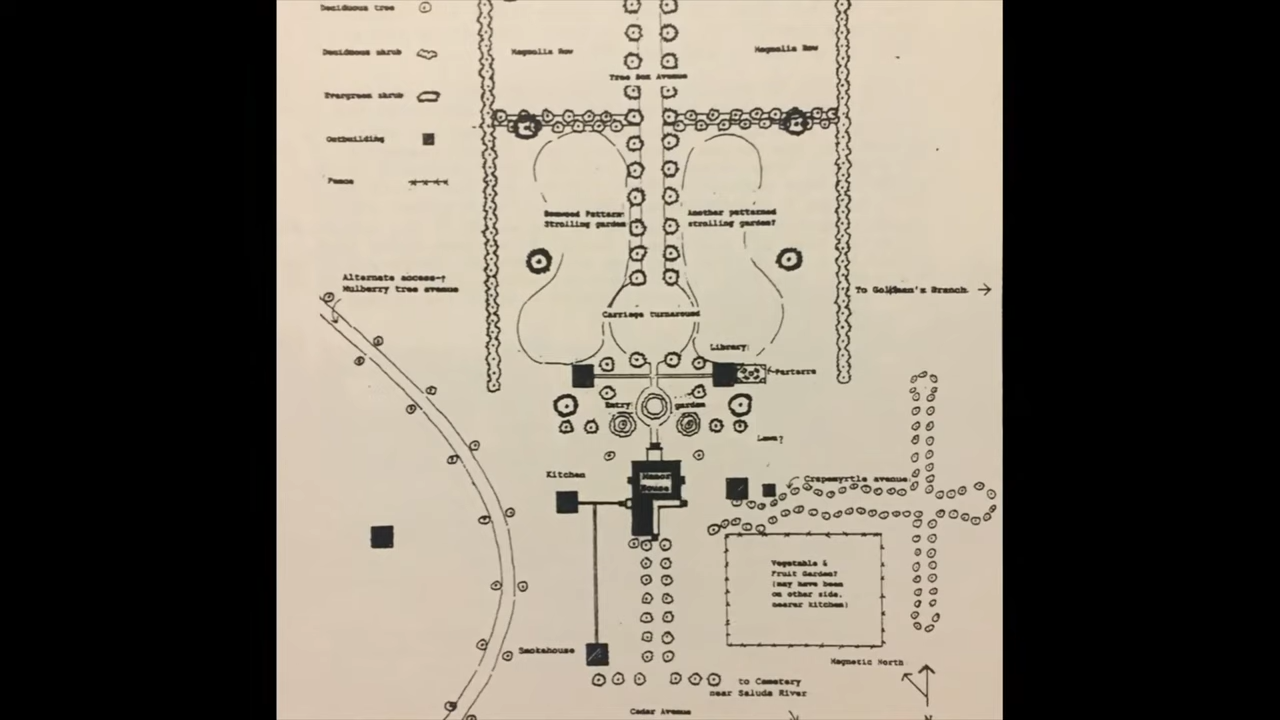 Deciduous tree
Deciduous shrub
Evergreen shrub
Outbuilding
Fence
Magnolia Row
Magnolia Row
Tree Box Avenue
Boxwood Pattern
Strolling garden
Another patterned
strolling garden?
Alternate access-↑
Mulberry tree avenue
To Branch →
Carriage turnaround
Library
Parterre
Entry garden
Lawn?
Kitchen
Manor
House
Crapemyrtle avenue
Vegetable &
Fruit Garden?
(may have been
on other side,
nearer kitchen)
Smokehouse
Magnetic North
to Cemetery
near Saluda River
Cedar Avenue